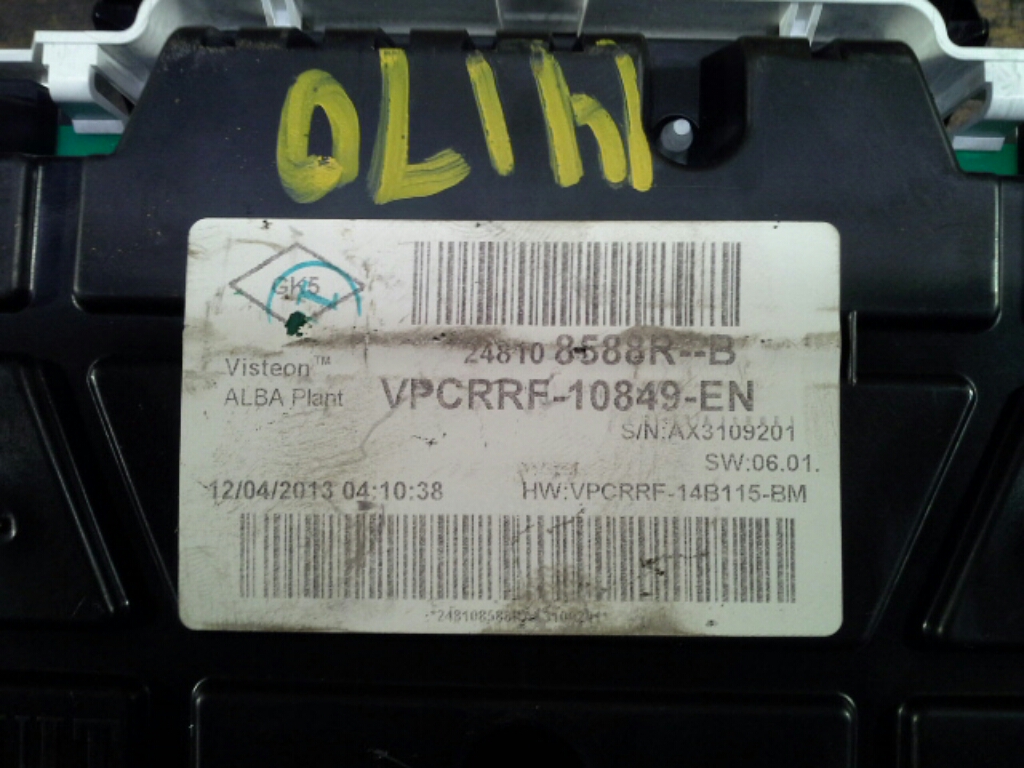 4170
GK5
24810 8588R--B
Visteon™
ALBA Plant
VPCRRF-10849-EN
S/N:AX3109201
SW:06.01.
12/04/2013 04:10:38
HW:VPCRRF-14B115-BM